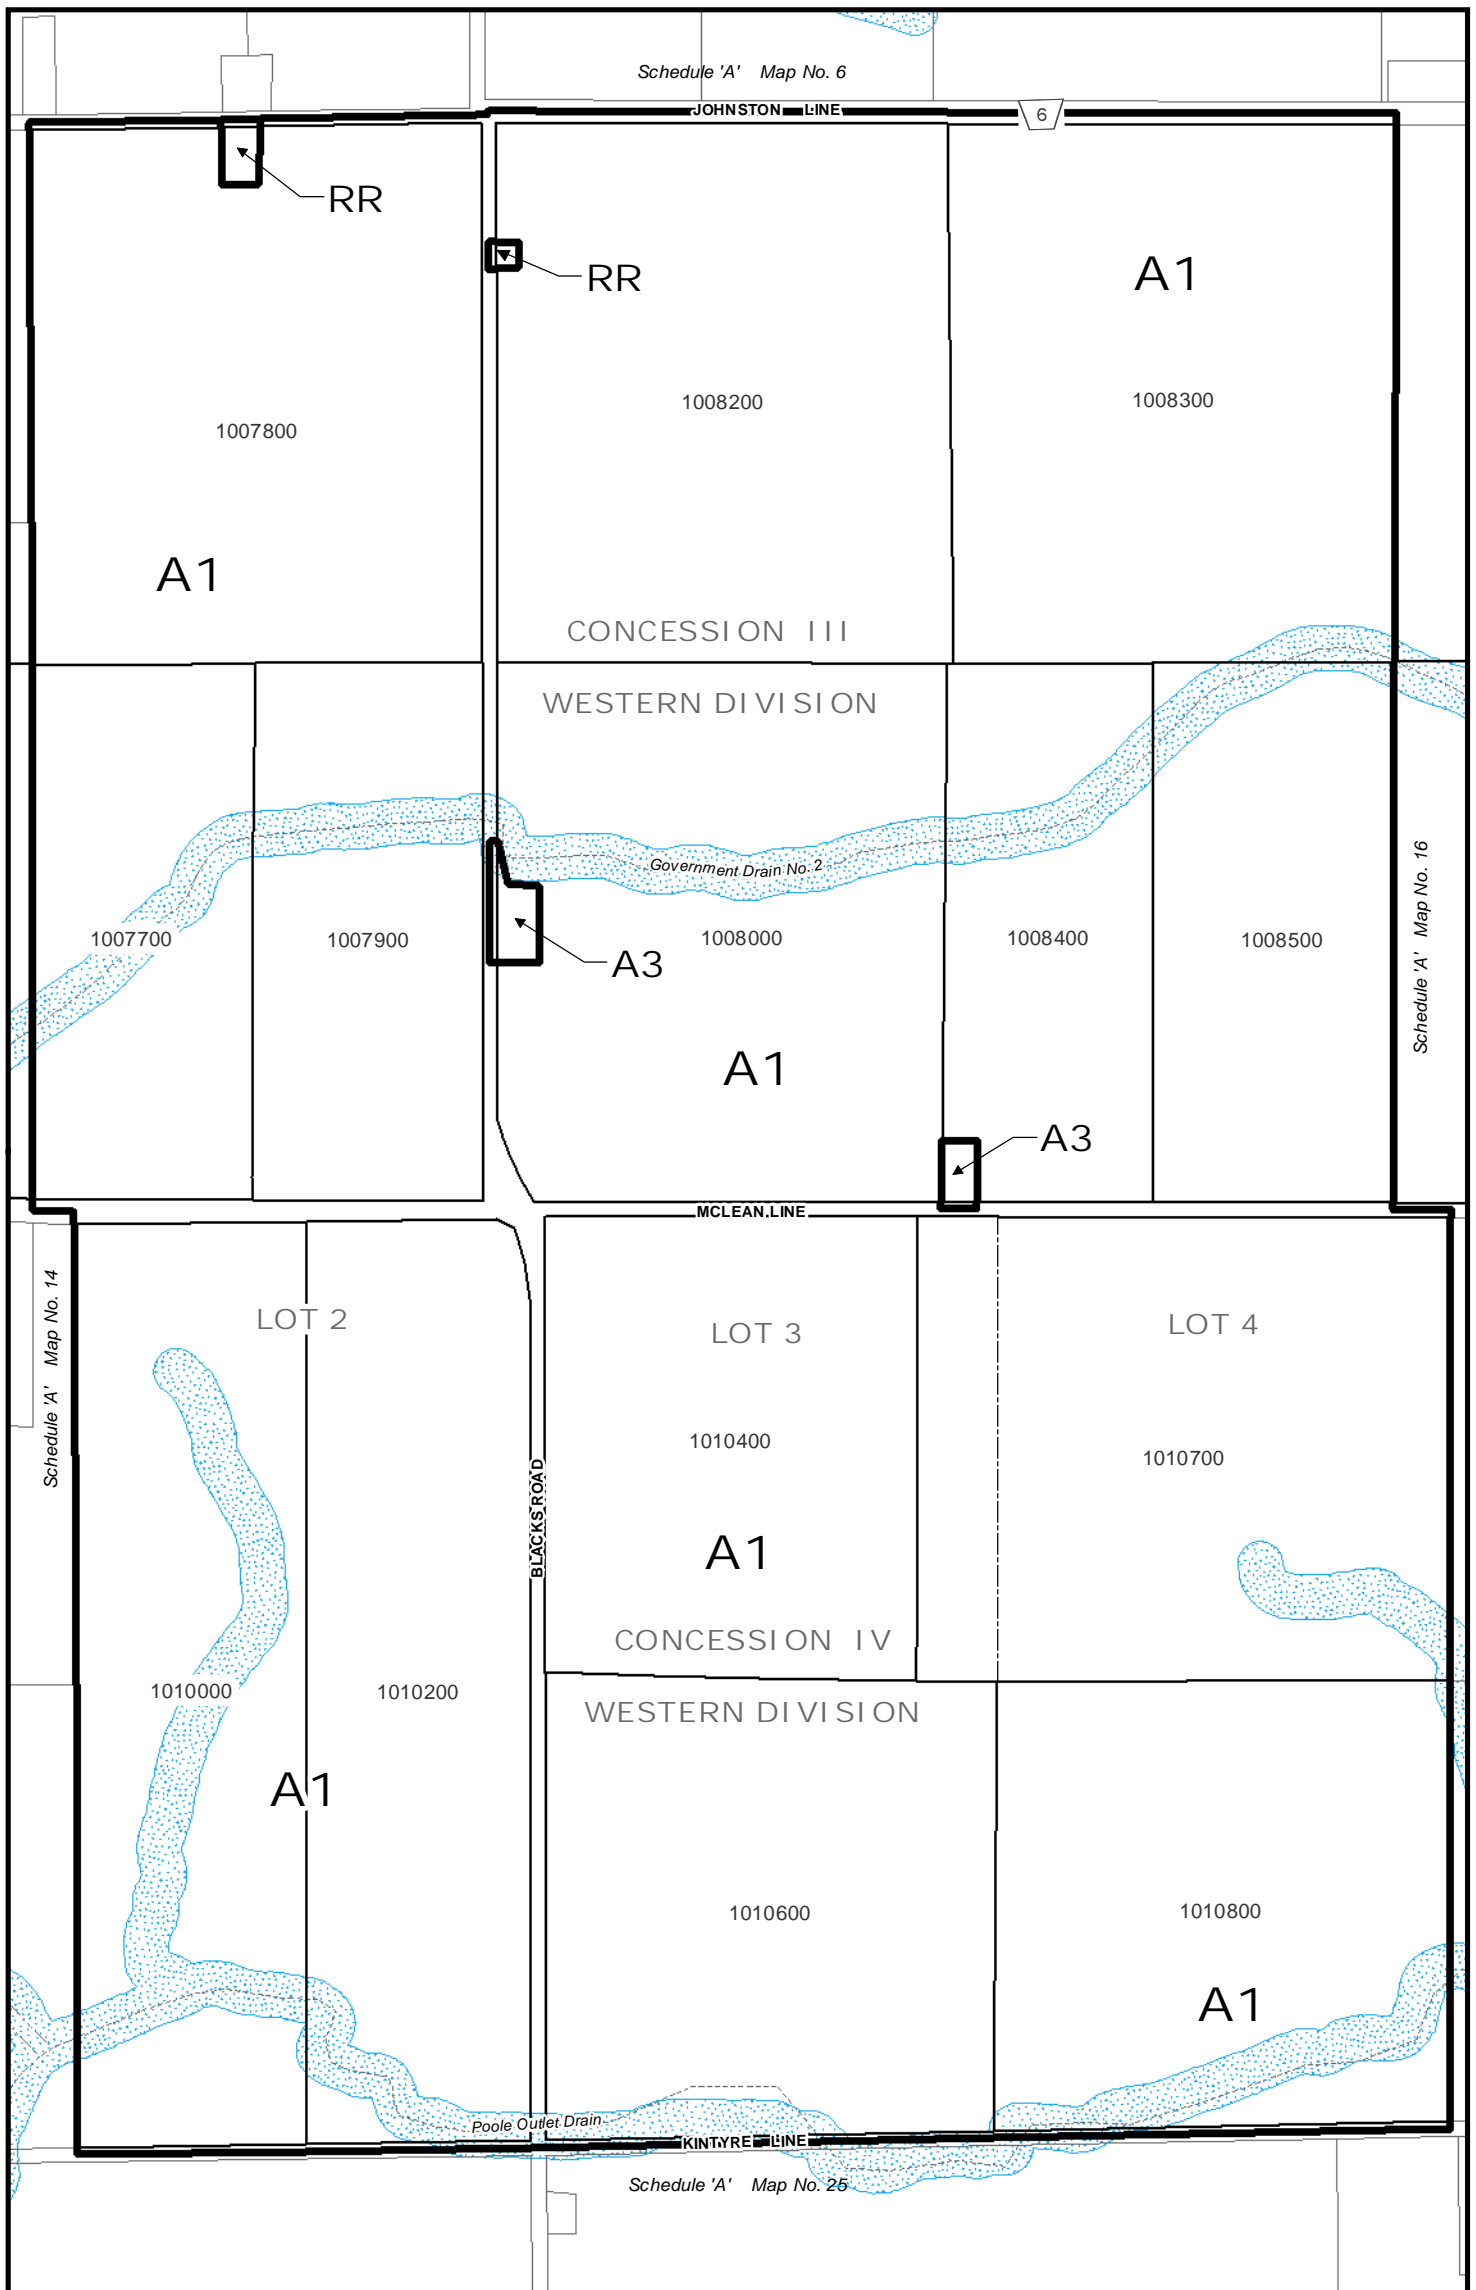 Schedule 'A' Map No. 6
JOHNSTON LINE
6
RR
RR
A1
1008200
1008300
1007800
A1
CONCESSION III
WESTERN DIVISION
Government Drain No. 2
Schedule 'A' Map No. 16
1007700
1007900
1008000
1008400
1008500
A3
A1
A3
MCLEAN LINE
Schedule 'A' Map No. 14
LOT 2
LOT 3
LOT 4
1010400
1010700
BLACKS ROAD
A1
CONCESSION IV
1010000
1010200
WESTERN DIVISION
A1
1010600
1010800
A1
Poole Outlet Drain
KINTYRE LINE
Schedule 'A' Map No. 25